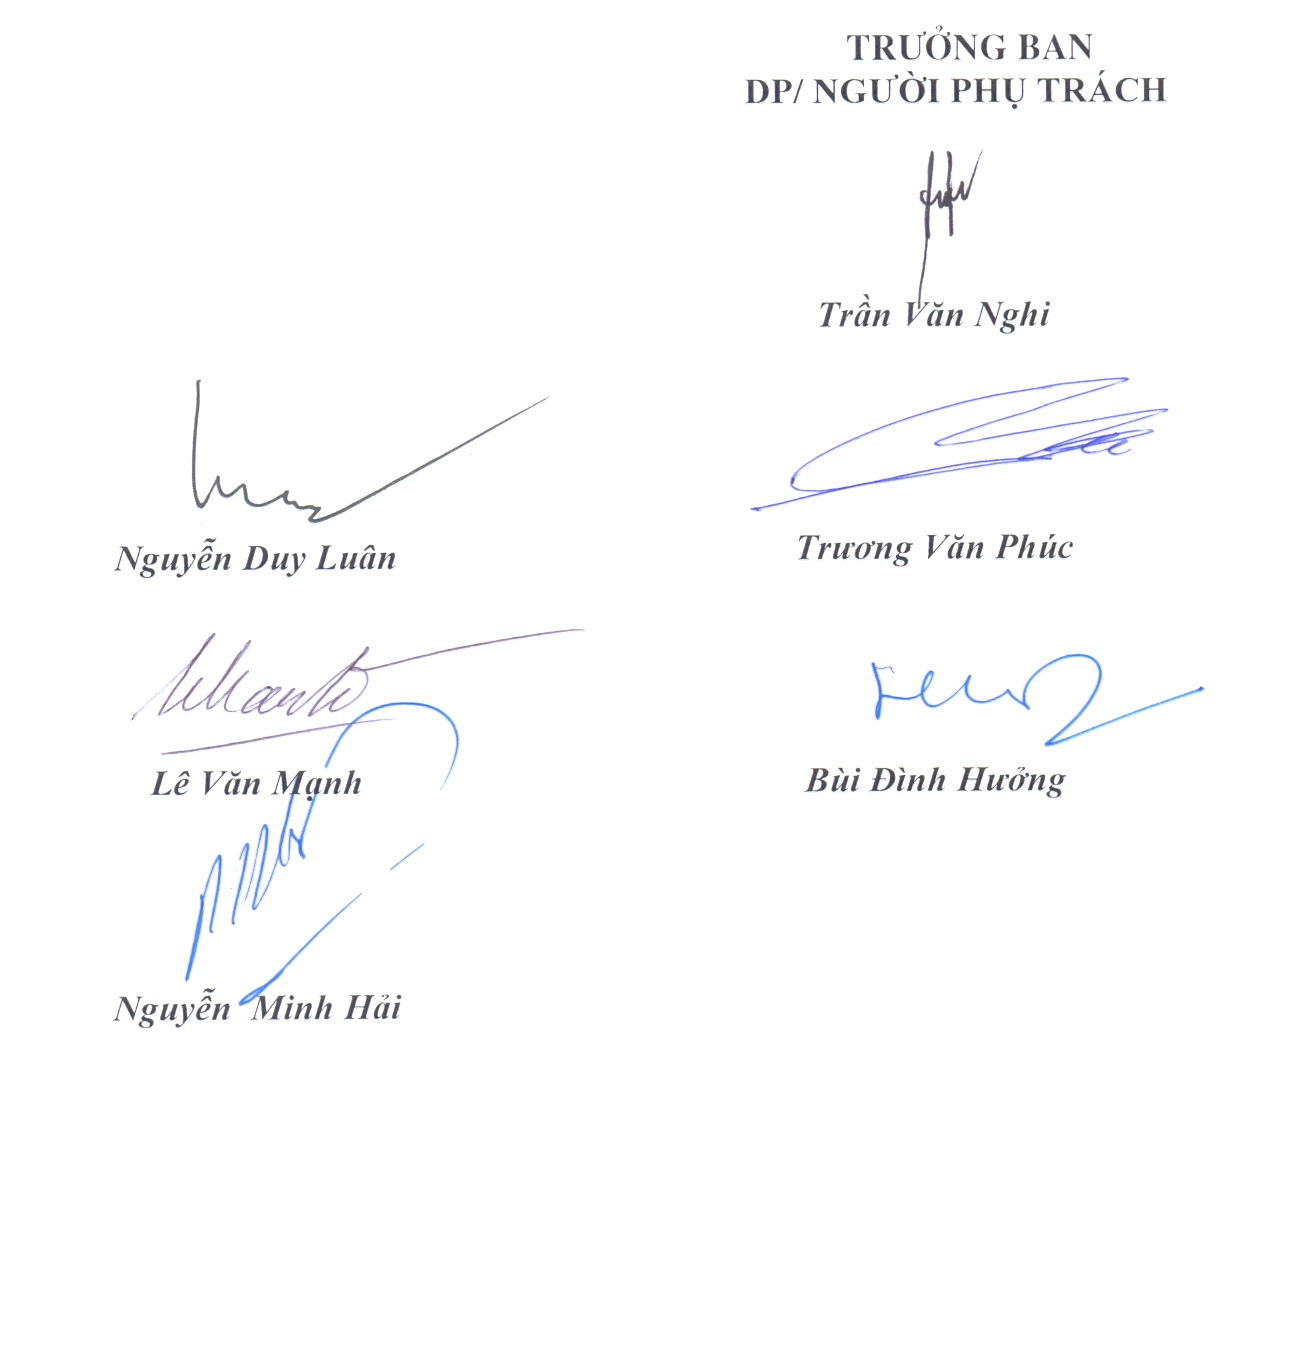 TRƯỞNG BAN
DP/ NGƯỜI PHỤ TRÁCH
Trần Văn Nghi
Nguyễn Duy Luân
Trương Văn Phúc
Lê Văn Mạnh
Bùi Đình Hưởng
Nguyễn Minh Hải